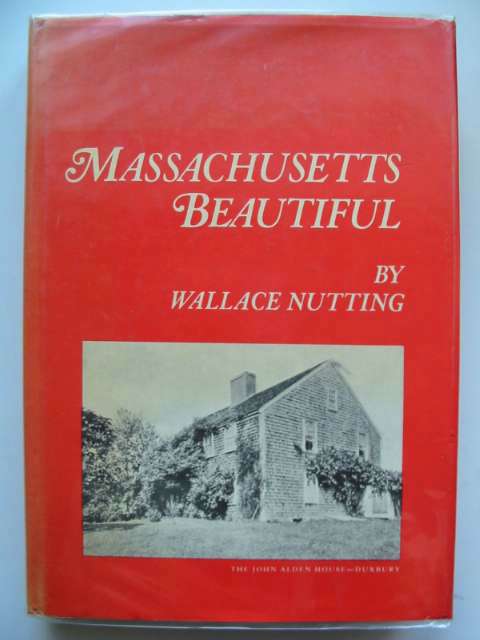 MASSACHUSETTS
BEAUTIFUL
BY
WALLACE NUTTING
THE JOHN ALDEN HOUSE—DUXBURY